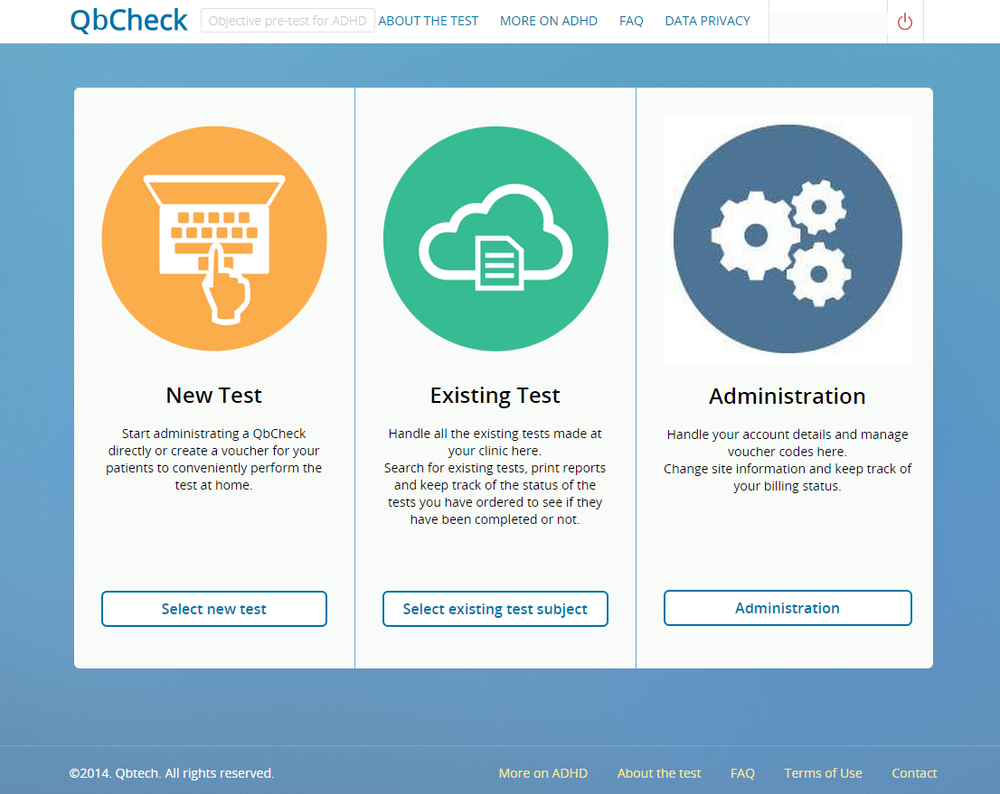 QbCheck Objective pre-test for ADHD ABOUT THE TEST MORE ON ADHD FAQ DATA PRIVACY
New Test
Start administrating a QbCheck
directly or create a voucher for your
patients to conveniently perform the
test at home.
Select new test
Existing Test
Handle all the existing tests made at
your clinic here.
Search for existing tests, print reports
and keep track of the status of the
tests you have ordered to see if they
have been completed or not.
Select existing test subject
Administration
Handle your account details and manage
voucher codes here.
Change site information and keep track of
your billing status.
Administration
©2014. Qbtech. All rights reserved. More on ADHD About the test FAQ Terms of Use Contact